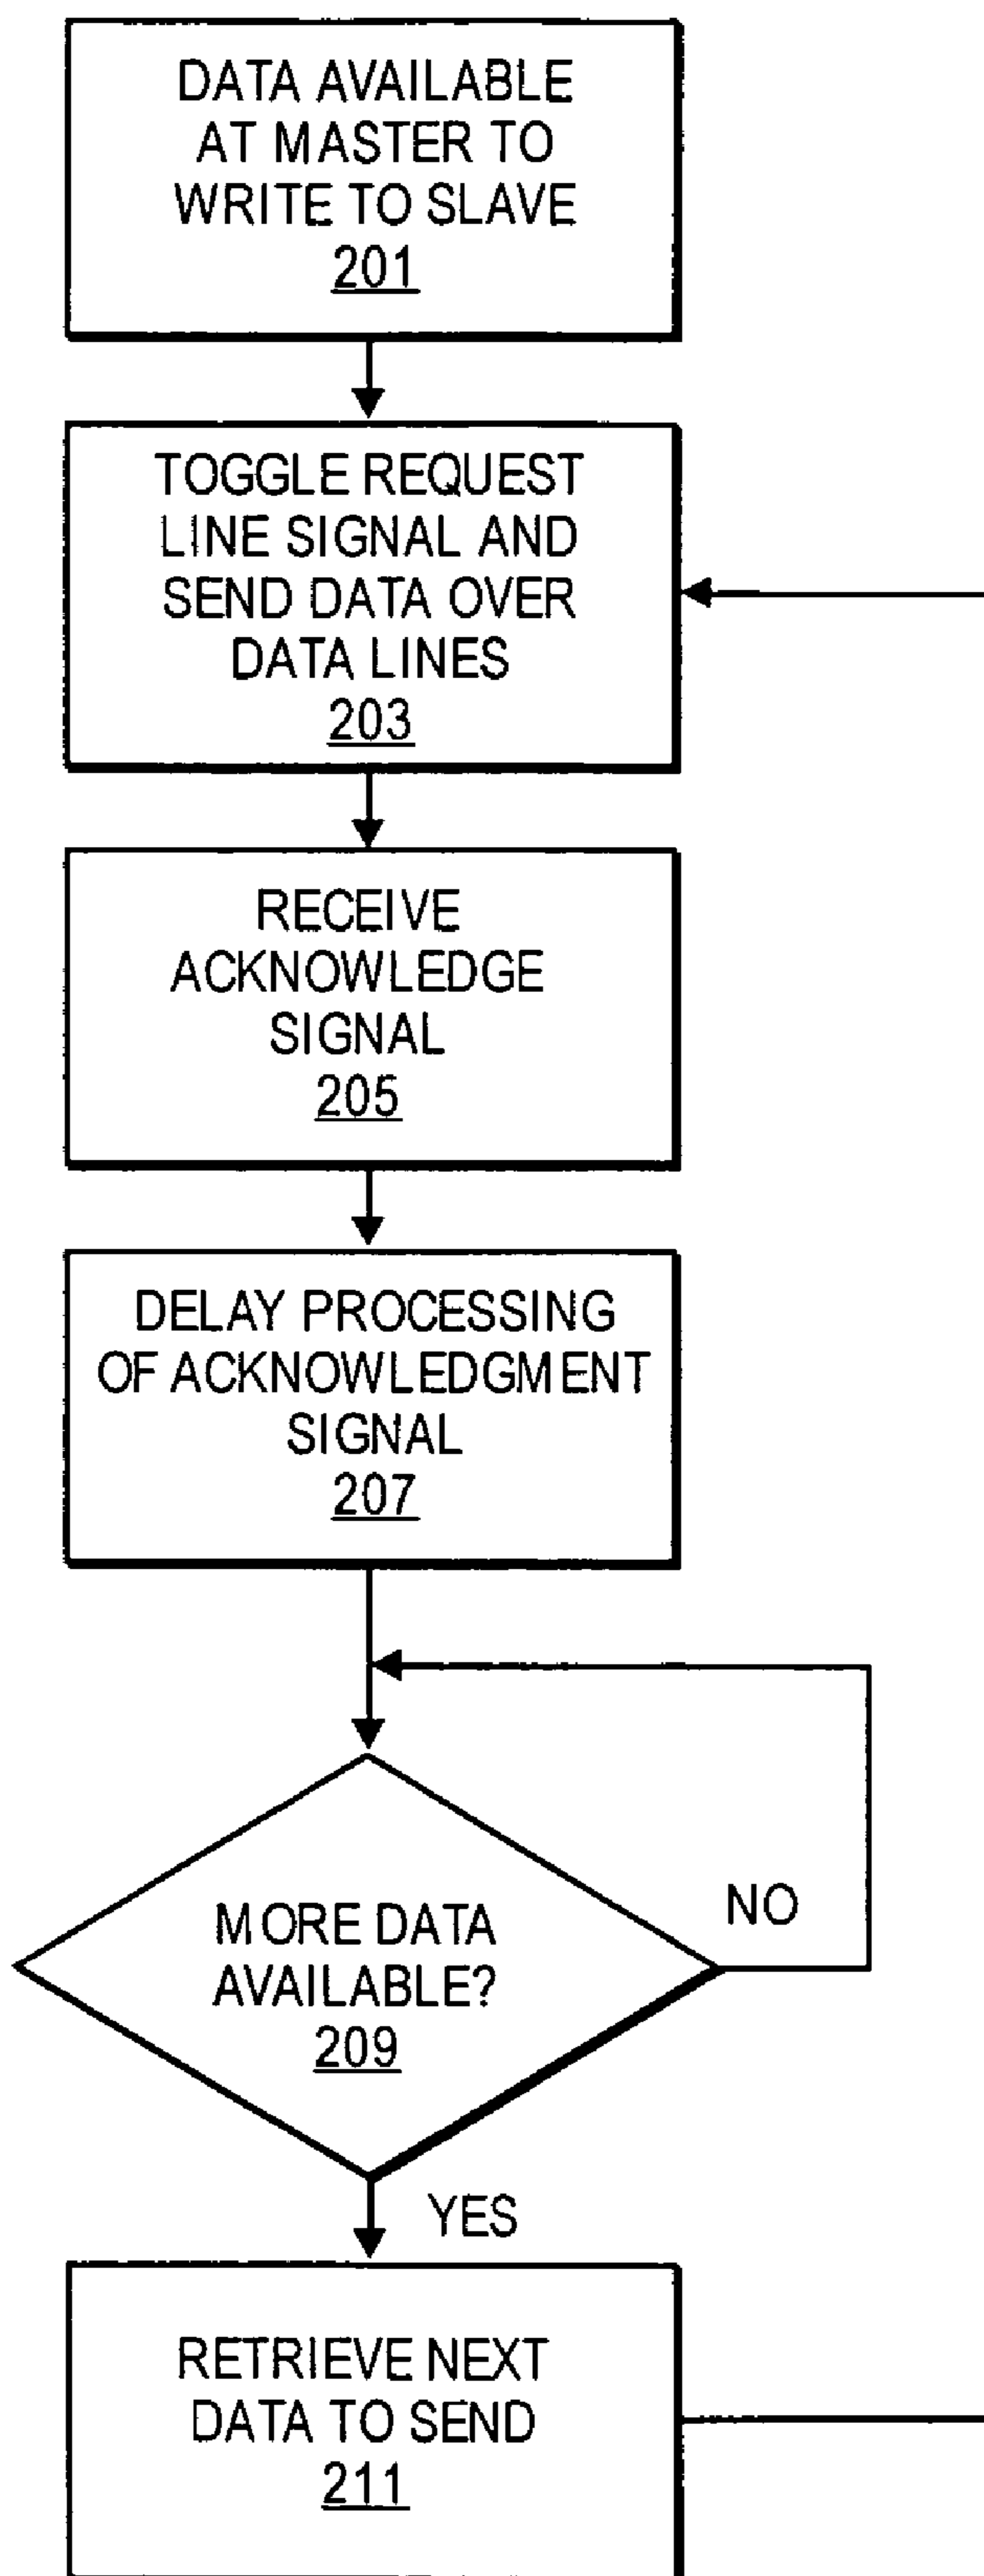 DATA AVAILABLE
AT MASTER TO
WRITE TO SLAVE
201
TOGGLE REQUEST
LINE SIGNAL AND
SEND DATA OVER
DATA LINES
203
RECEIVE
ACKNOWLEDGE
SIGNAL
205
DELAY PROCESSING
OF ACKNOWLEDGMENT
SIGNAL
207
MORE DATA
AVAILABLE?
209
NO
YES
RETRIEVE NEXT
DATA TO SEND
211